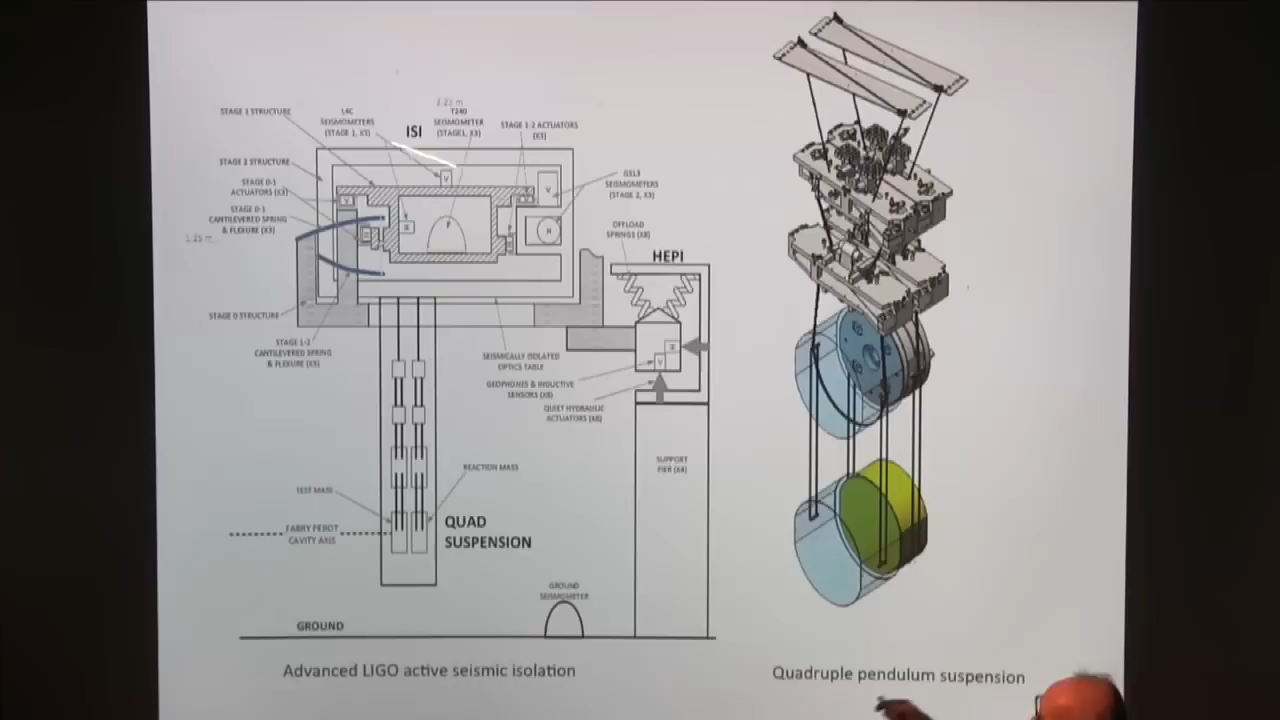 3.25 m
STAGE 1 STRUCTURE
L4C
SEISMOMETERS
(STAGE 1, X3)
ISI
T240
SEISMOMETER
(STAGE1, X3)
STAGE 1-2 ACTUATORS
(X3)
STAGE 2 STRUCTURE
STAGE 0-1
ACTUATORS (X3)
STAGE 0-1
CANTILEVERED SPRING
& FLEXURE (X3)
1.25 m
V
V
V
H
H
GS13
SEISMOMETERS
(STAGE 2, X3)
OFFLOAD
SPRINGS (X8)
HEPI
STAGE 0 STRUCTURE
STAGE 1-2
CANTILEVERED SPRING
& FLEXURE (X3)
SEISMICALLY ISOLATED
OPTICS TABLE
H
V
GEOPHONES & INDUCTIVE
SENSORS (X8)
QUIET HYDRAULIC
ACTUATORS (X8)
SUPPORT
PIER (X4)
REACTION MASS
TEST MASS
FABRY PEROT
CAVITY AXIS
QUAD
SUSPENSION
GROUND
SEISMOMETER
GROUND
Advanced LIGO active seismic isolation
Quadruple pendulum suspension